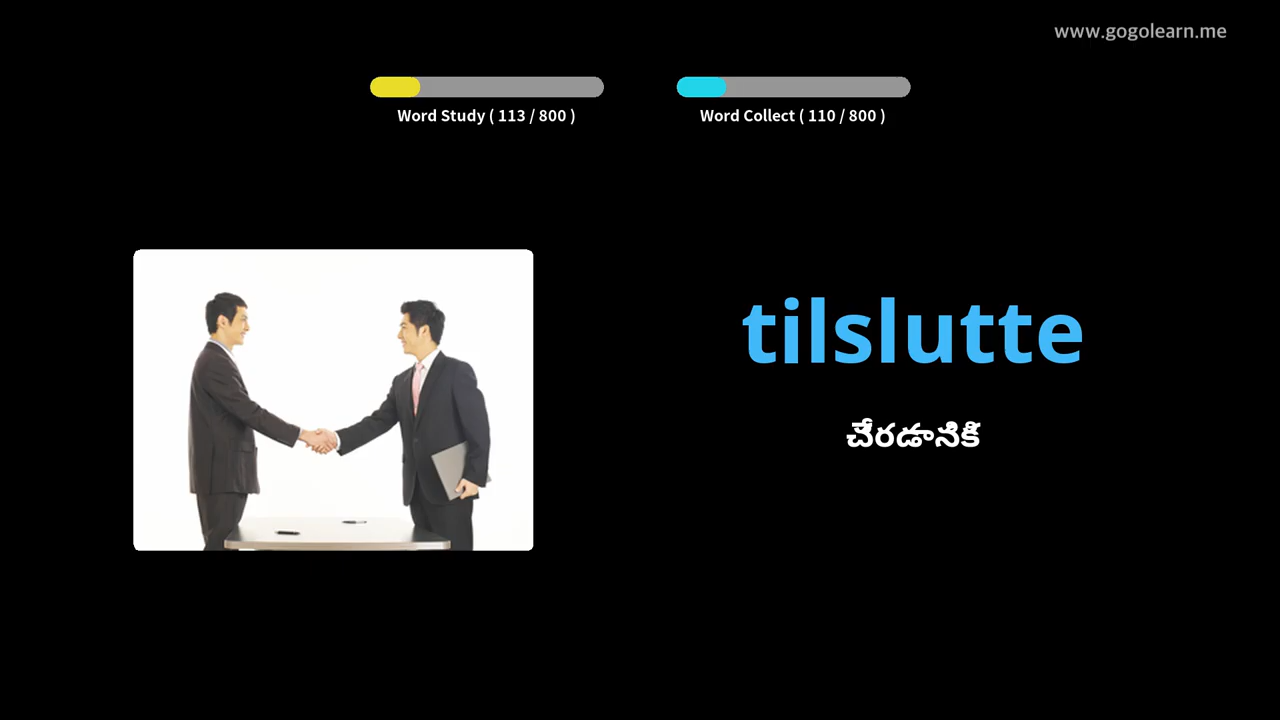 www.gogolearn.me
Word Study ( 113 / 800 )
Word Collect ( 110 / 800 )
tilslutte
చేరడానికి